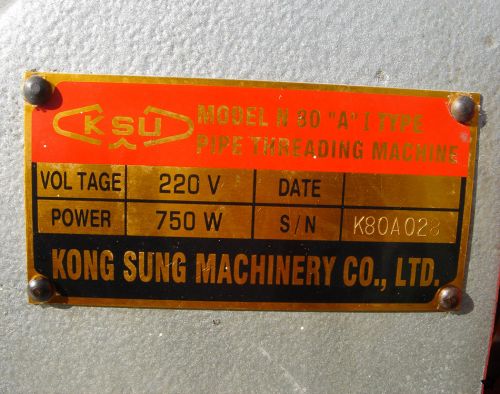 KSU
MODEL N 80 "A" I TYPE
PIPE THREADING MACHINE
VOLTAGE 220 V DATE
POWER 750 W S/N K80A028
KONG SUNG MACHINERY CO., LTD.